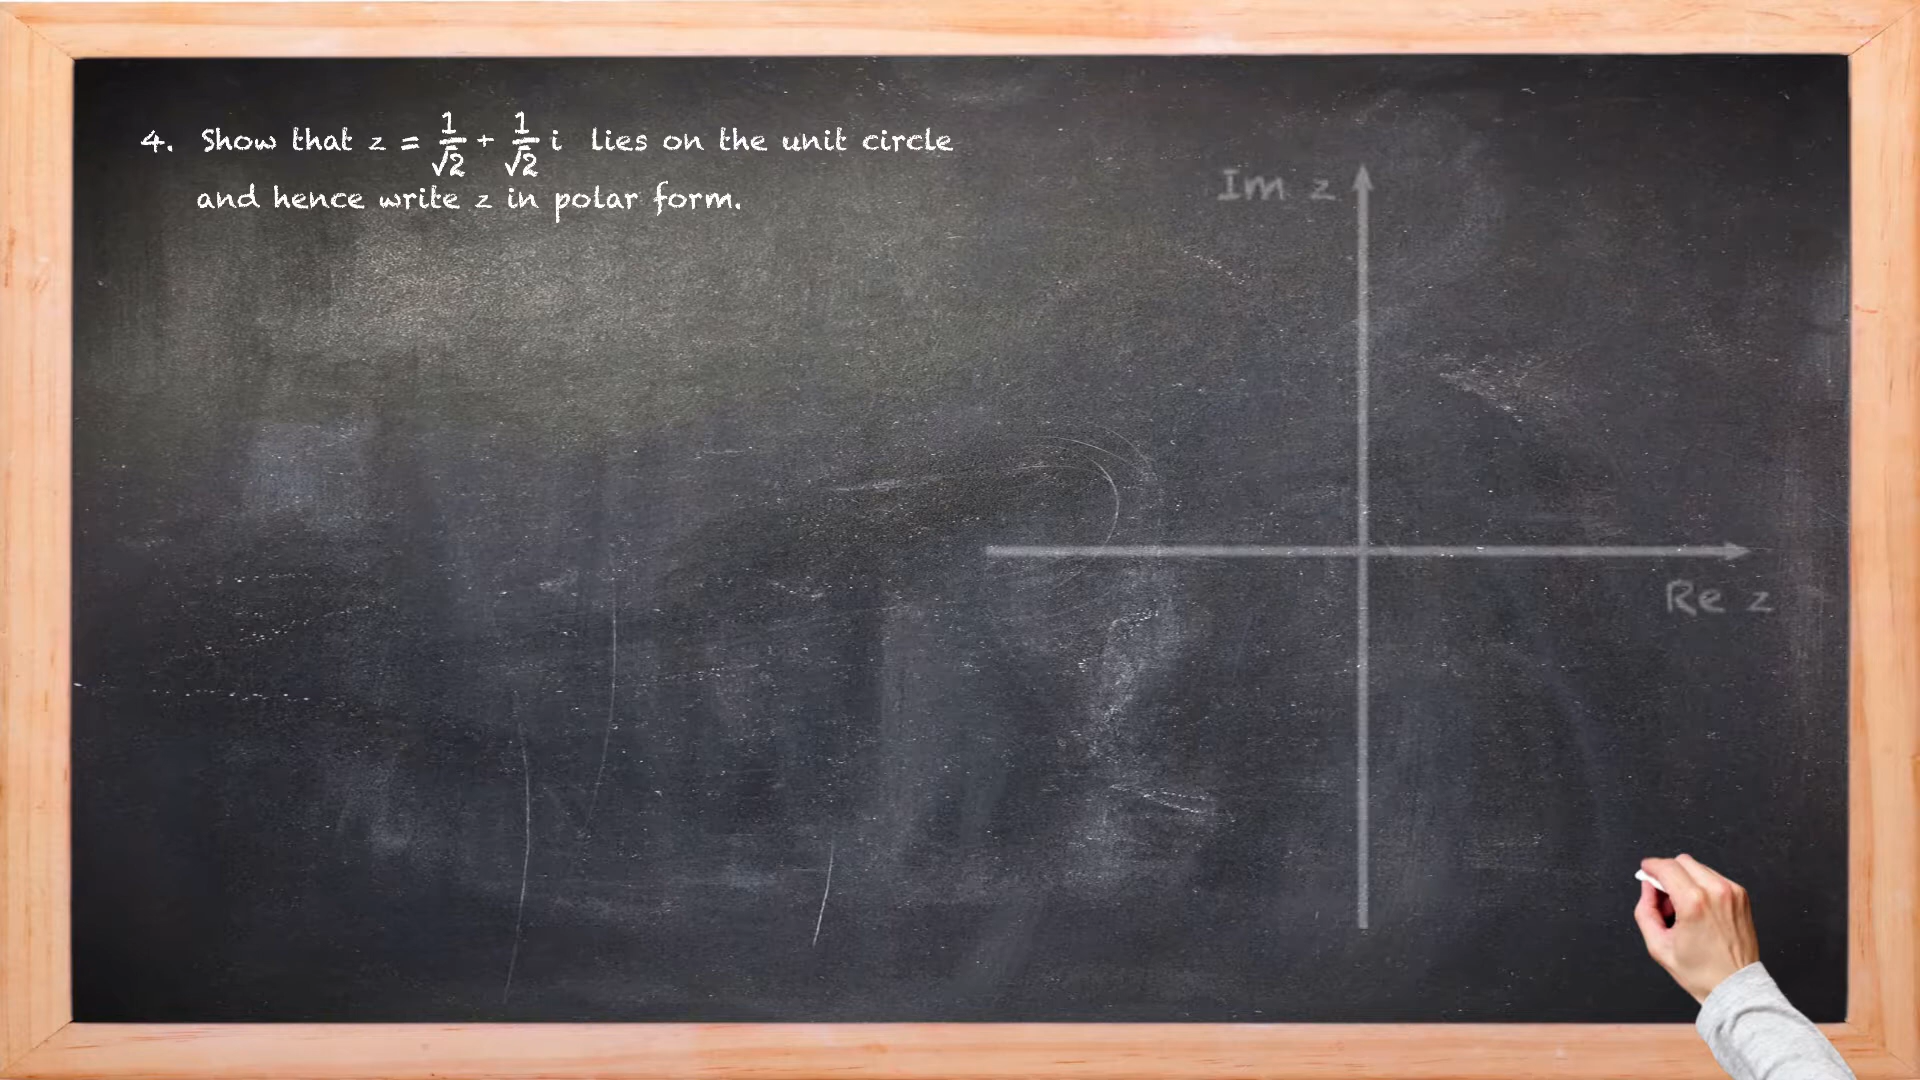 4. Show that z = 1/√2 + 1/√2 i lies on the unit circle
and hence write z in polar form.
Im z
Re z